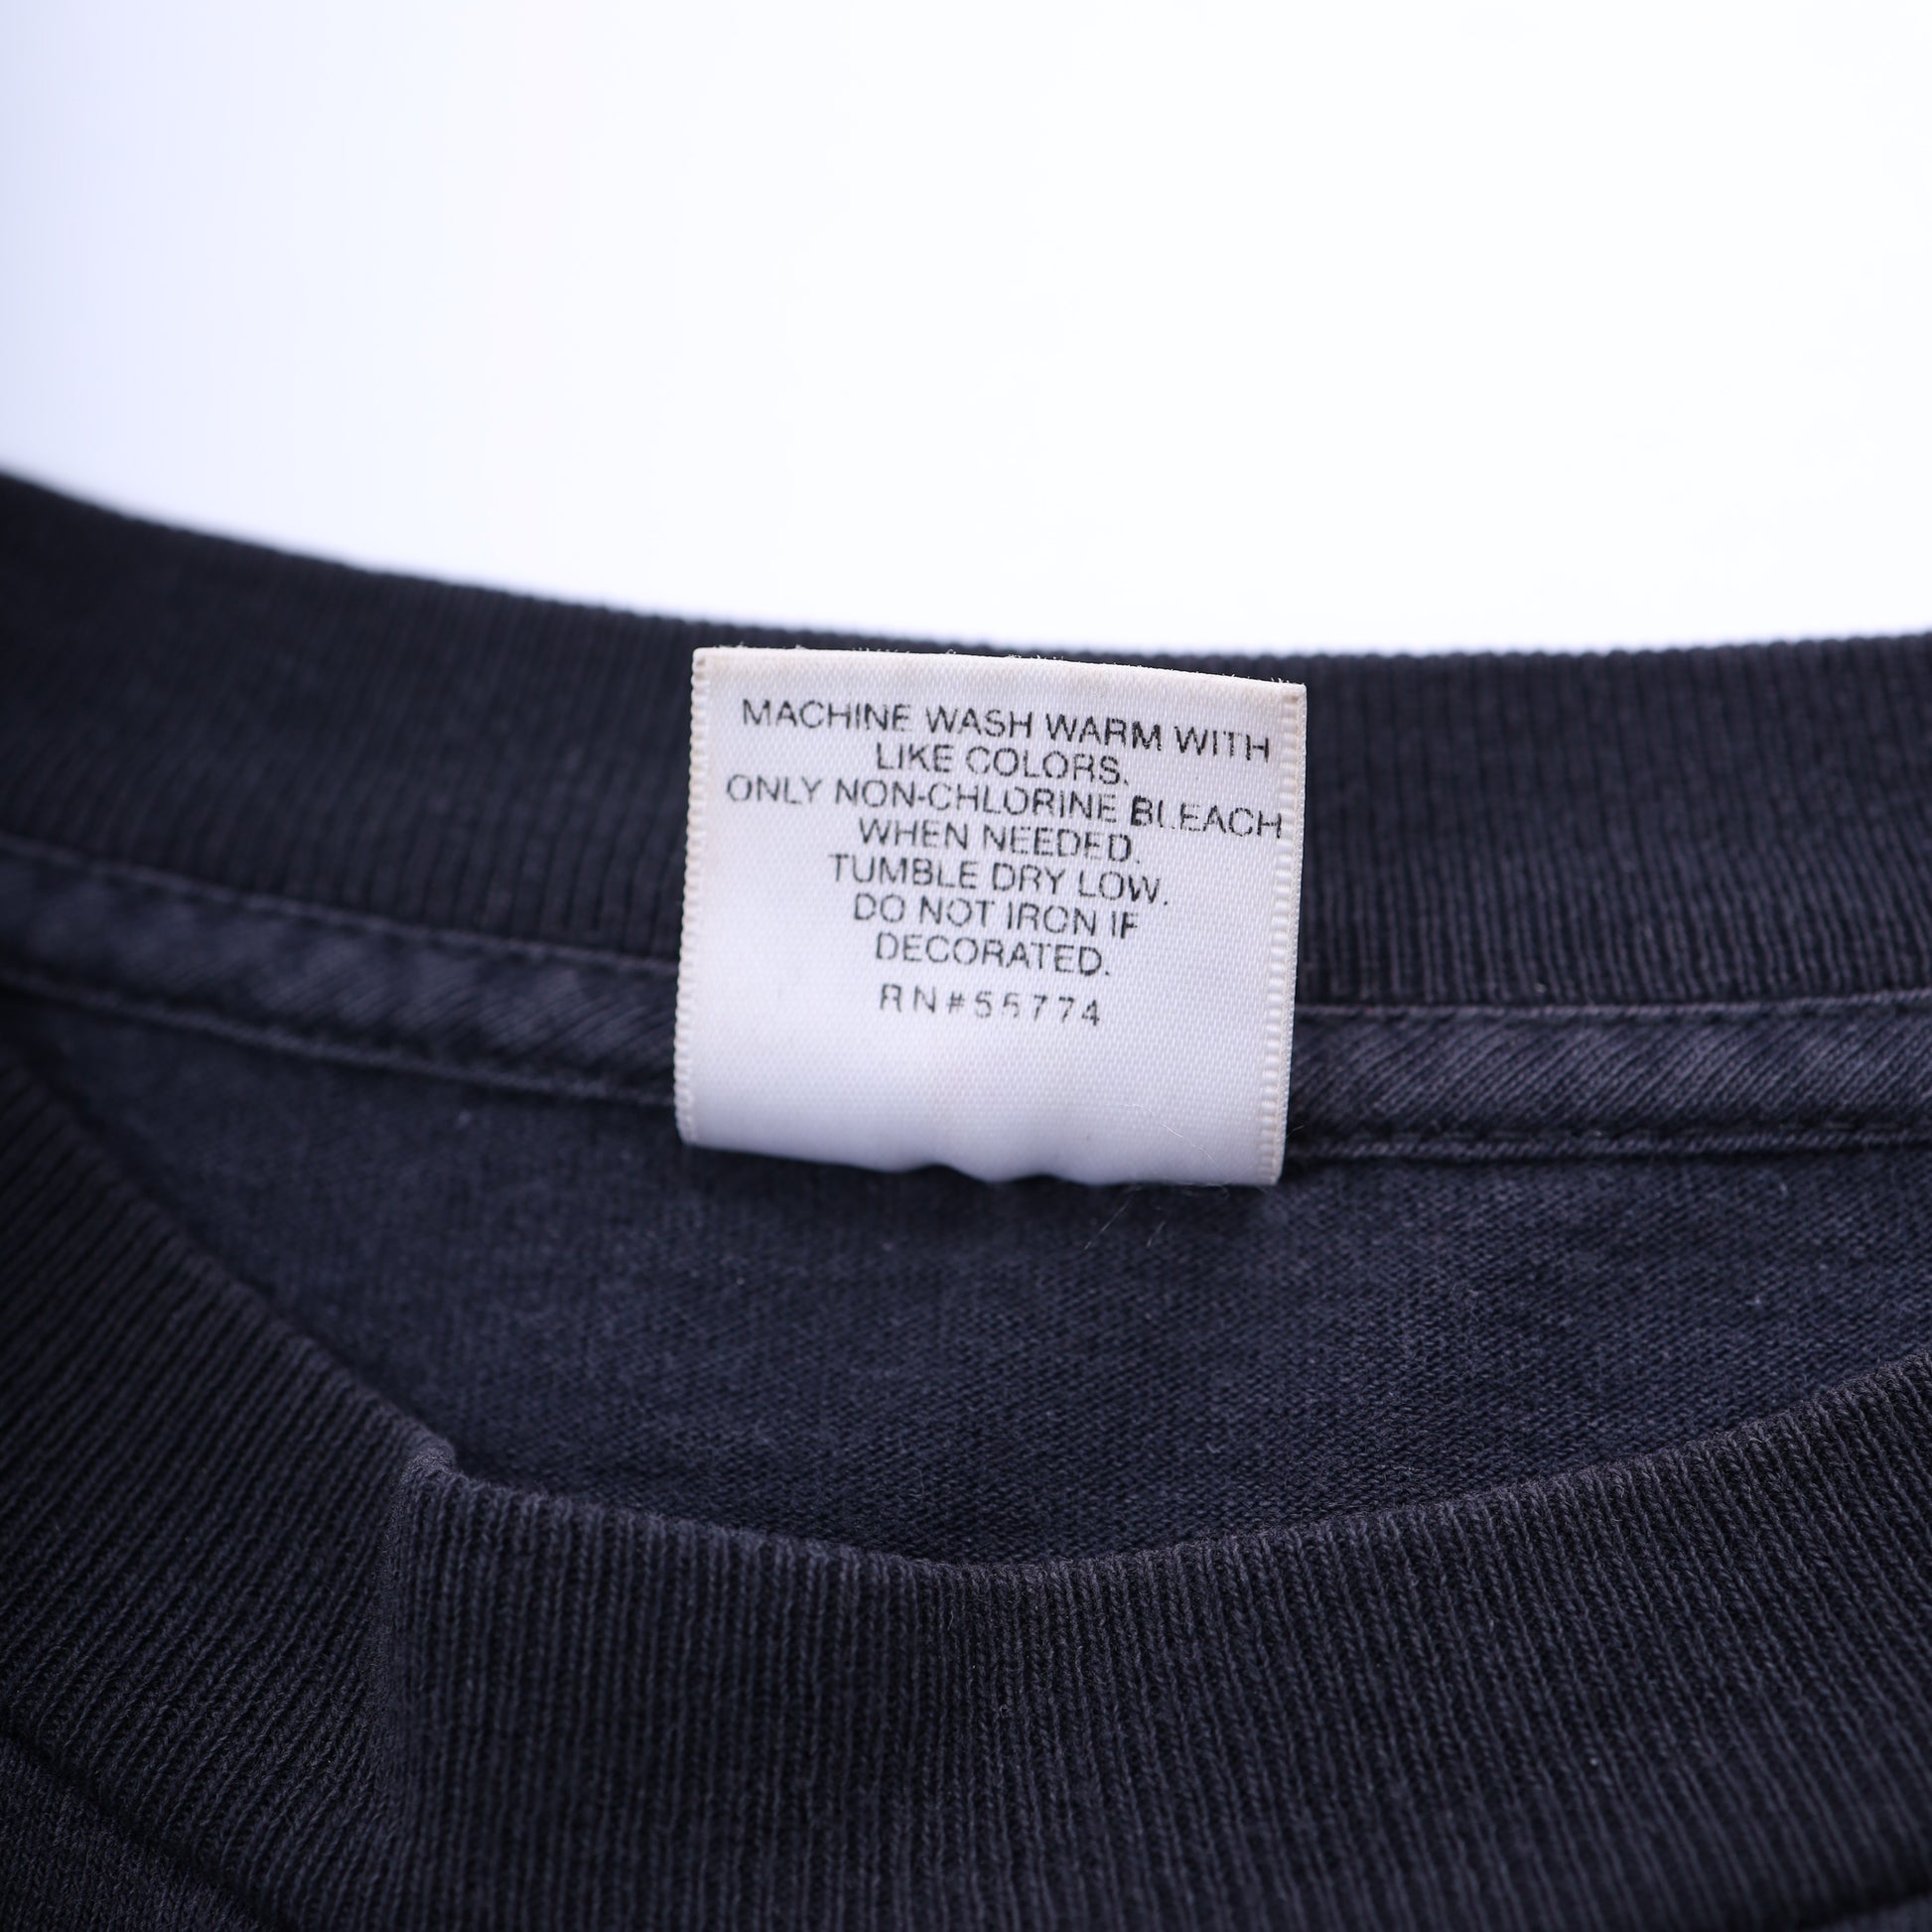 MACHINE WASH WARM WITH
LIKE COLORS.
ONLY NON-CHLORINE BLEACH
WHEN NEEDED.
TUMBLE DRY LOW.
DO NOT IRON IF
DECORATED.
RN#55774